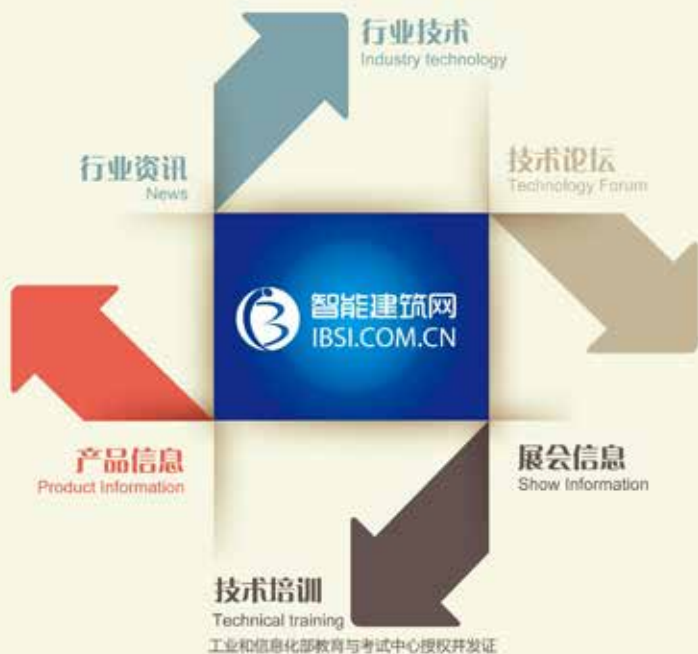 行业技术
Industry technology
行业资讯
News
技术论坛
Technology Forum
智能建筑网
IBSI.COM.CN
产品信息
Product Information
展会信息
Show Information
技术培训
Technical training
工业和信息化部教育与考试中心授权并发证